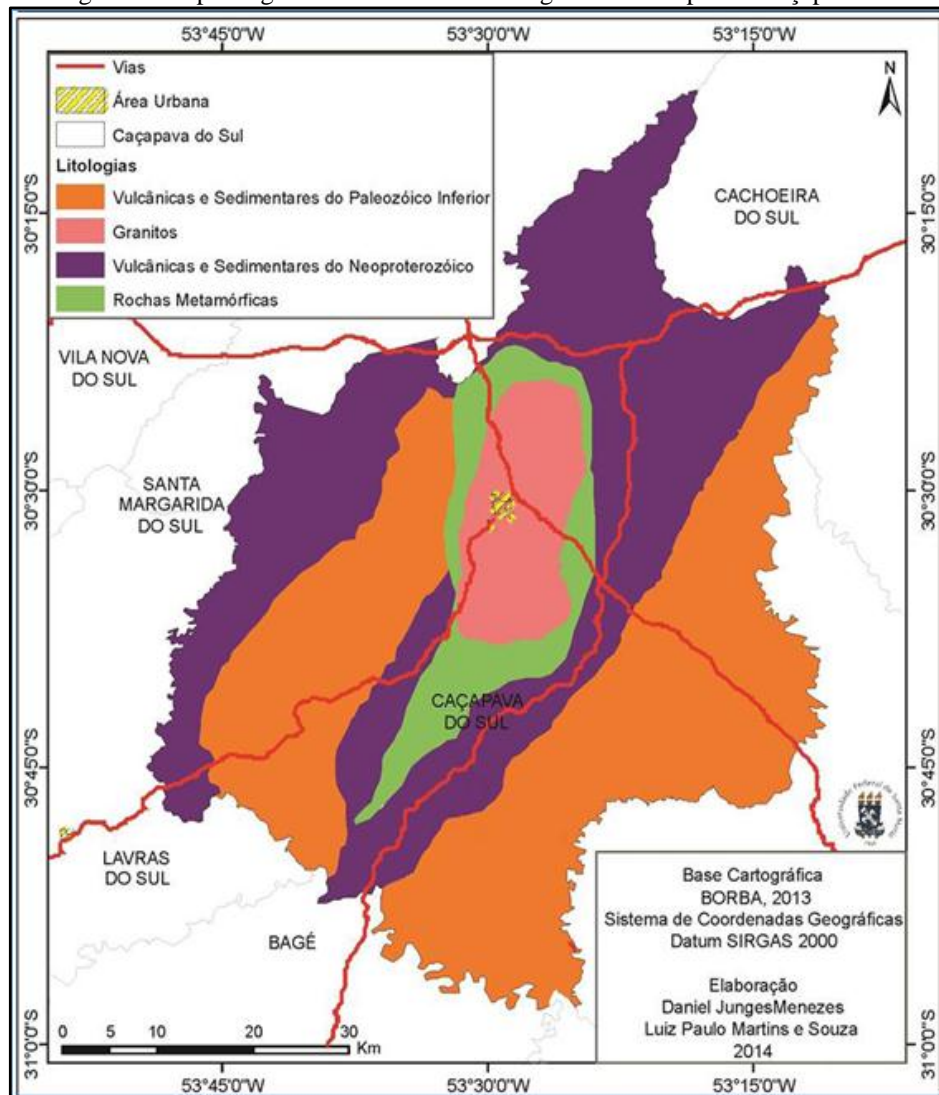 53°45'0"W
53°30'0"W
53°15'0"W
Vias
Área Urbana
Caçapava do Sul
Litologias
Vulcânicas e Sedimentares do Paleozóico Inferior
Granitos
Vulcânicas e Sedimentares do Neoproterozóico
Rochas Metamórficas
N
CACHOEIRA
DO SUL
30°15'0"S
30°15'0"S
VILA NOVA
DO SUL
SANTA
MARGARIDA
DO SUL
30°30'0"S
30°30'0"S
CAÇAPAVA
DO SUL
30°45'0"S
30°45'0"S
LAVRAS
DO SUL
BAGÉ
Universidade Federal de Santa Maria
Base Cartográfica
BORBA, 2013
Sistema de Coordenadas Geográficas
Datum SIRGAS 2000
Elaboração
Daniel JungesMenezes
Luiz Paulo Martins e Souza
2014
0 5 10 20 30
Km
31°0'0"S
31°0'0"S
53°45'0"W
53°30'0"W
53°15'0"W